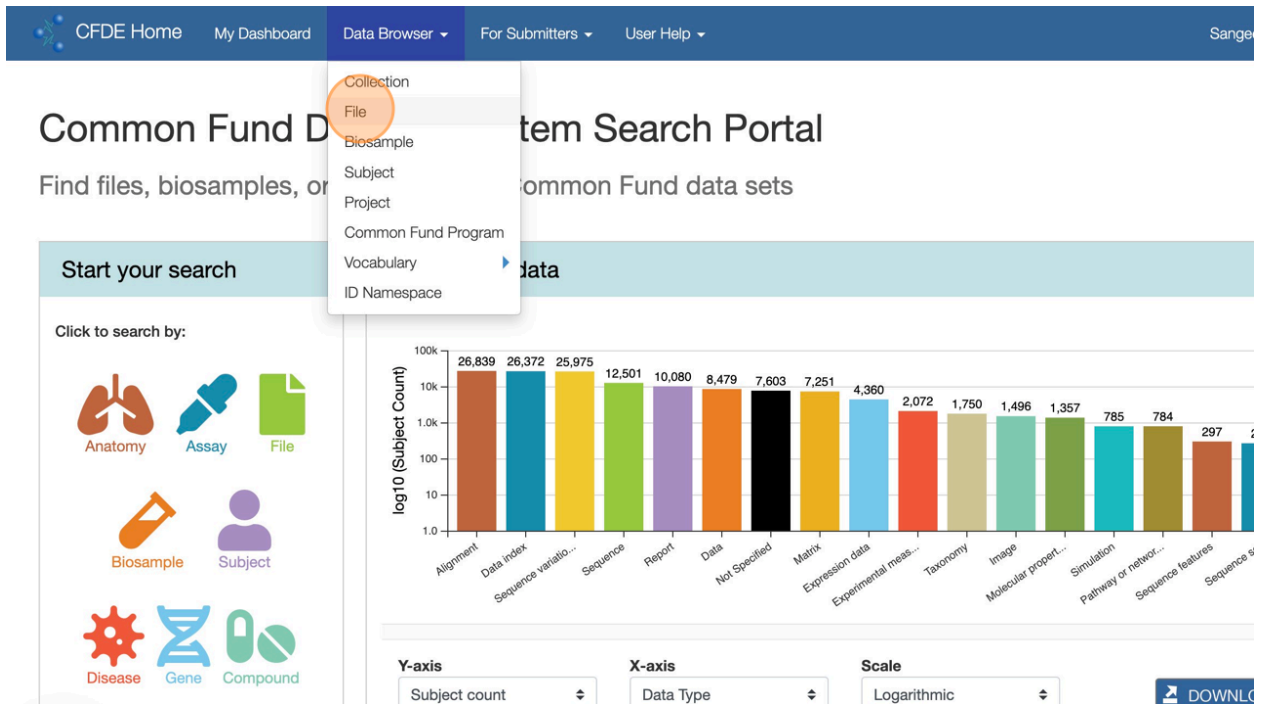 CFDE Home My Dashboard Data Browser For Submitters User Help
Collection
File
Biosample
Subject
Project
Common Fund Program
Vocabulary
ID Namespace
Common Fund D tem Search Portal
Find files, biosamples, or ommon Fund data sets
Start your search
data
Click to search by:
Anatomy
Assay
File
Biosample
Subject
Disease
Gene
Compound
log10 (Subject Count)
100k
10k
1.0k
100
10
1.0
26,839 26,372 25,975 12,501 10,080 8,479 7,603 7,251 4,360 2,072 1,750 1,496 1,357 785 784 297
Alignment
Data index
Sequence variatio...
Sequence
Report
Data
Not Specified
Matrix
Expression data
Experimental meas...
Taxonomy
Image
Molecular propert...
Simulation
Pathway or networ...
Sequence features
Sequence
Y-axis X-axis Scale
Subject count Data Type Logarithmic